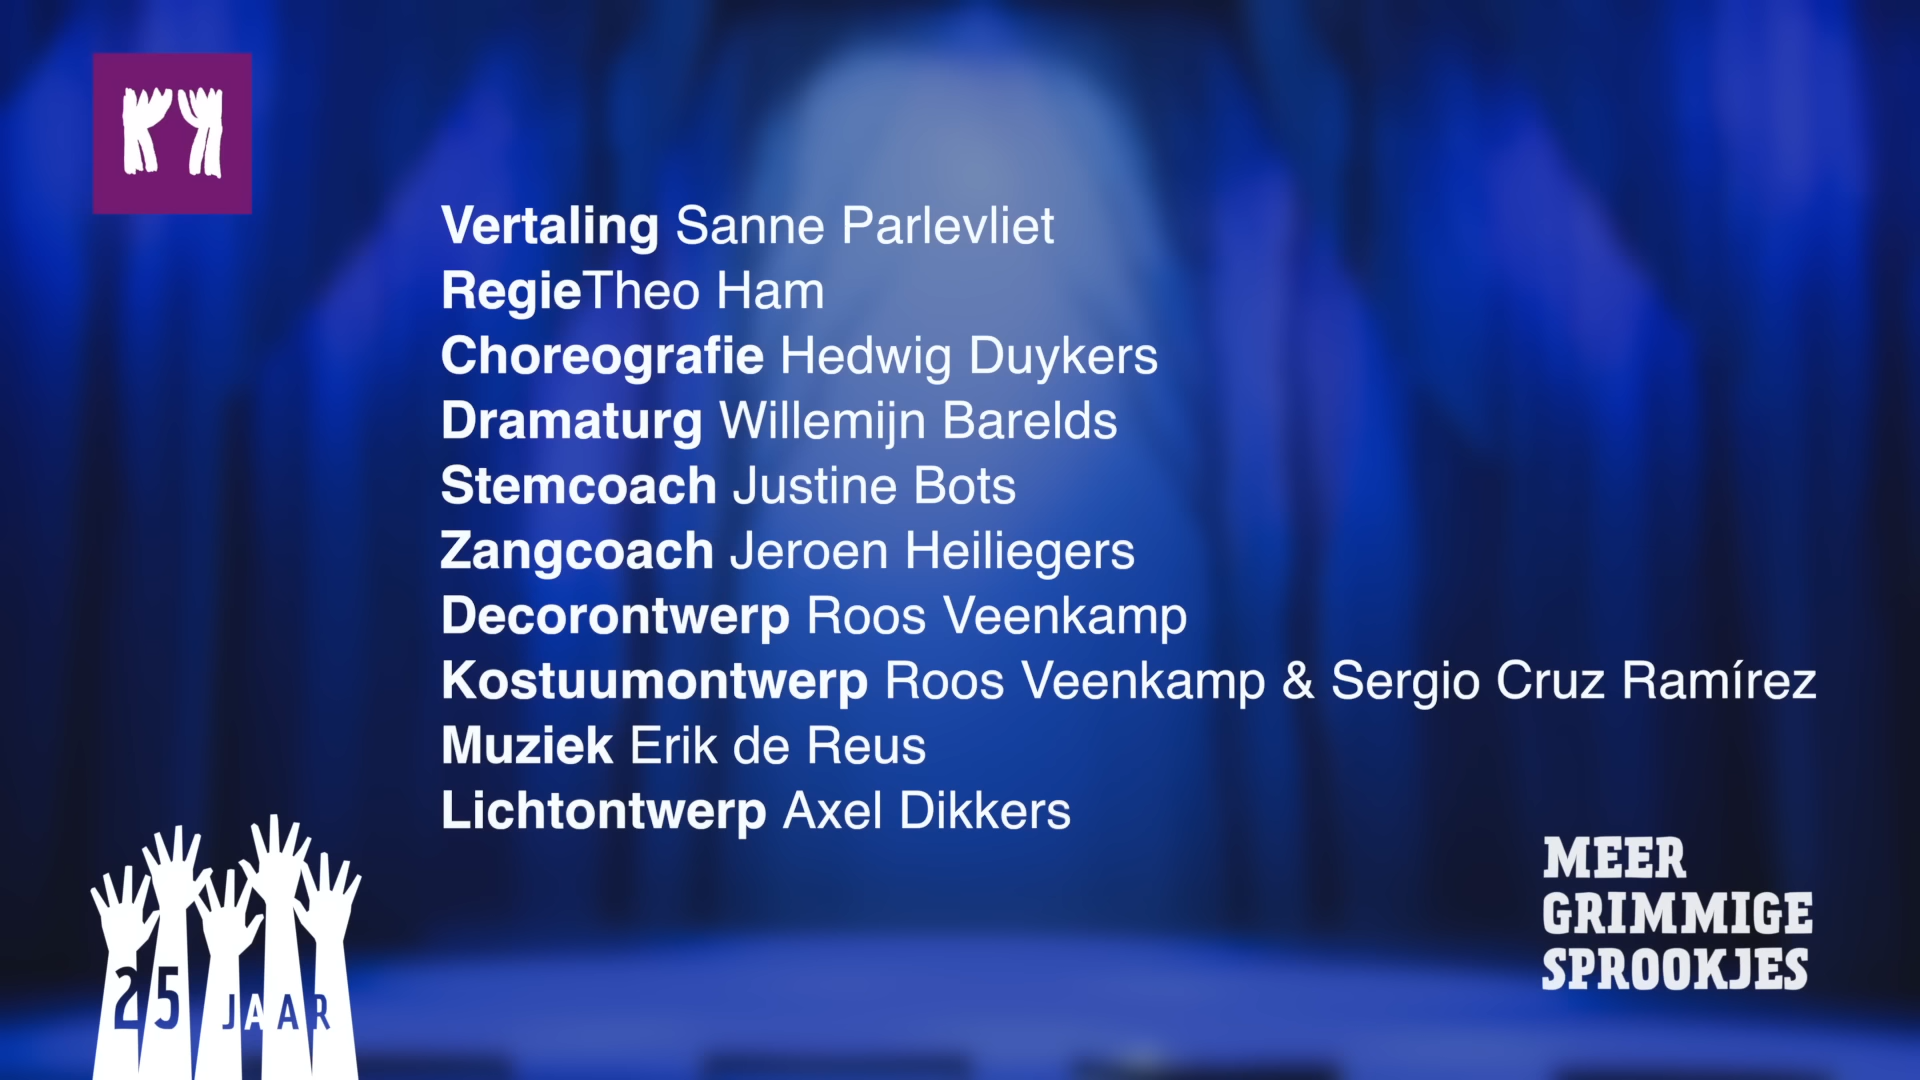 Vertaling Sanne Parlevliet
RegieTheo Ham
Choreografie Hedwig Duykers
Dramaturg Willemijn Barelds
Stemcoach Justine Bots
Zangcoach Jeroen Heiliegers
Decorontwerp Roos Veenkamp
Kostuumontwerp Roos Veenkamp & Sergio Cruz Ramírez
Muziek Erik de Reus
Lichtontwerp Axel Dikkers
25 JAAR
MEER
GRIMMIGE
SPROOKJES